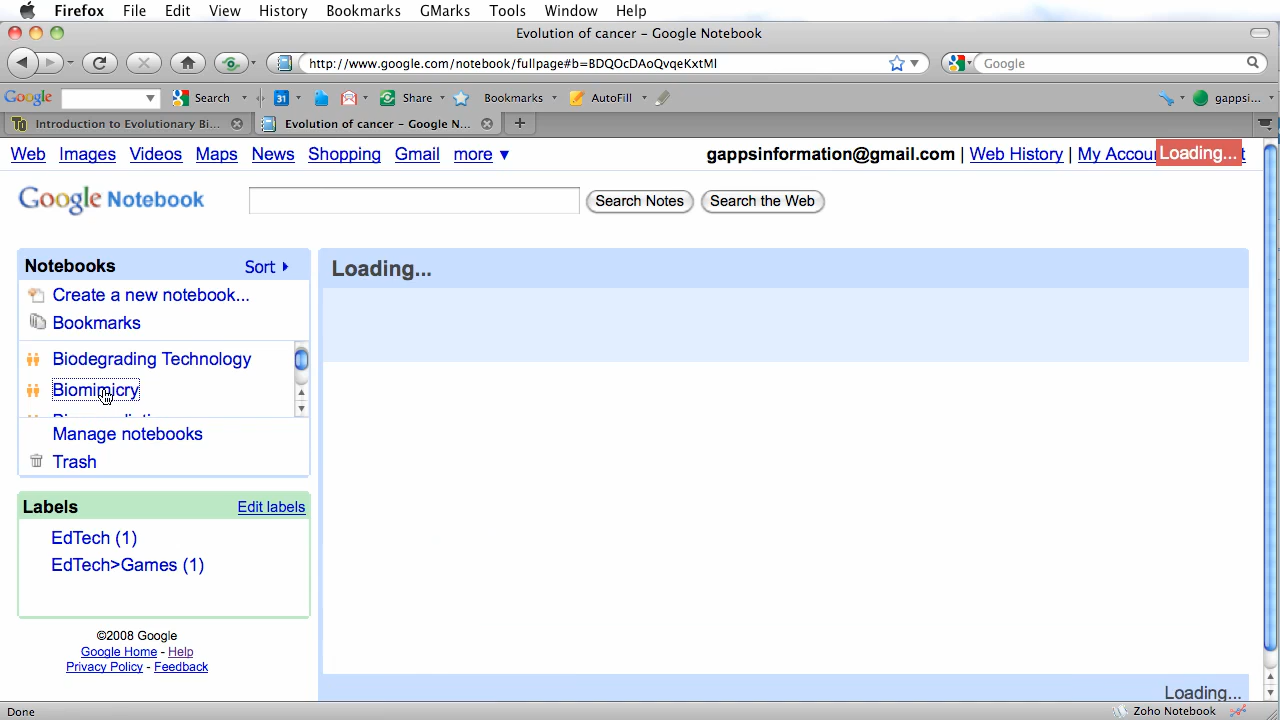 Firefox File Edit View History Bookmarks GMarks Tools Window Help
Evolution of cancer – Google Notebook
http://www.google.com/notebook/fullpage#b=BDQOcDAoQvqeKxtMI
Google
Google Search 31 Share Bookmarks AutoFill gappsi...
Introduction to Evolutionary Bi... Evolution of cancer – Google N...
Web Images Videos Maps News Shopping Gmail more ▼ gappsinformation@gmail.com | Web History | My Accou Loading... t
Google Notebook Search Notes Search the Web
Notebooks Sort
Loading...
Create a new notebook...
Bookmarks
Biodegrading Technology
Biomimicry
Manage notebooks
Trash
Labels Edit labels
EdTech (1)
EdTech>Games (1)
©2008 Google
Google Home - Help
Privacy Policy - Feedback
Loading...
Done Zoho Notebook